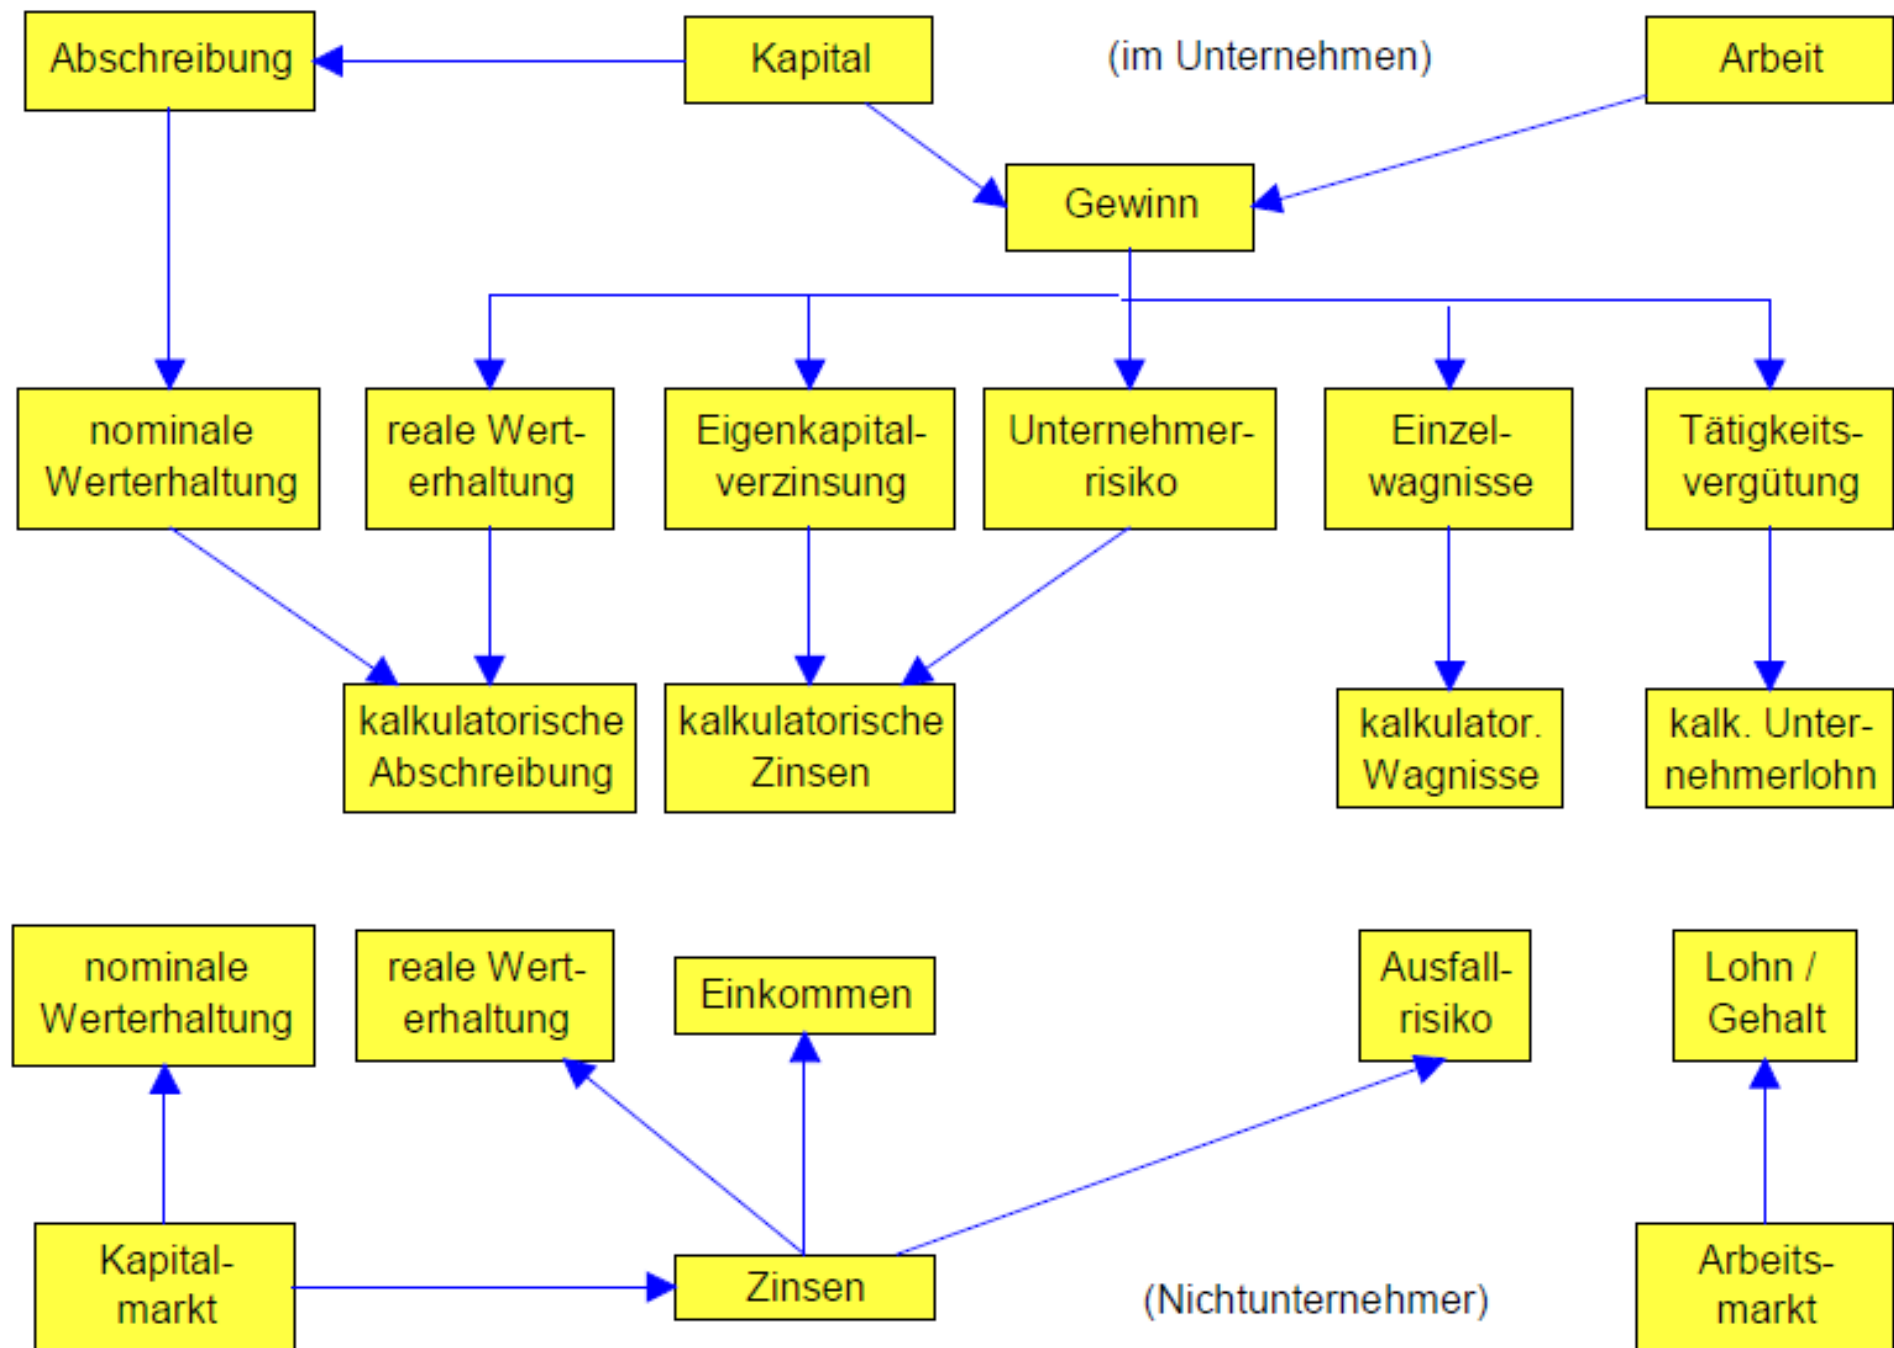 Abschreibung
Kapital
(im Unternehmen)
Arbeit
Gewinn
nominale
Werterhaltung
reale Wert-
erhaltung
Eigenkapital-
verzinsung
Unternehmer-
risiko
Einzel-
wagnisse
Tätigkeits-
vergütung
kalkulatorische
Abschreibung
kalkulatorische
Zinsen
kalkulator.
Wagnisse
kalk. Unter-
nehmerlohn
nominale
Werterhaltung
reale Wert-
erhaltung
Einkommen
Ausfall-
risiko
Lohn /
Gehalt
Kapital-
markt
Zinsen
(Nichtunternehmer)
Arbeits-
markt